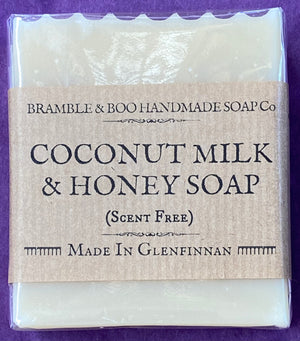 Bramble & Boo Handmade Soap Co
Coconut Milk
& Honey Soap
(Scent Free)
Made In Glenfinnan